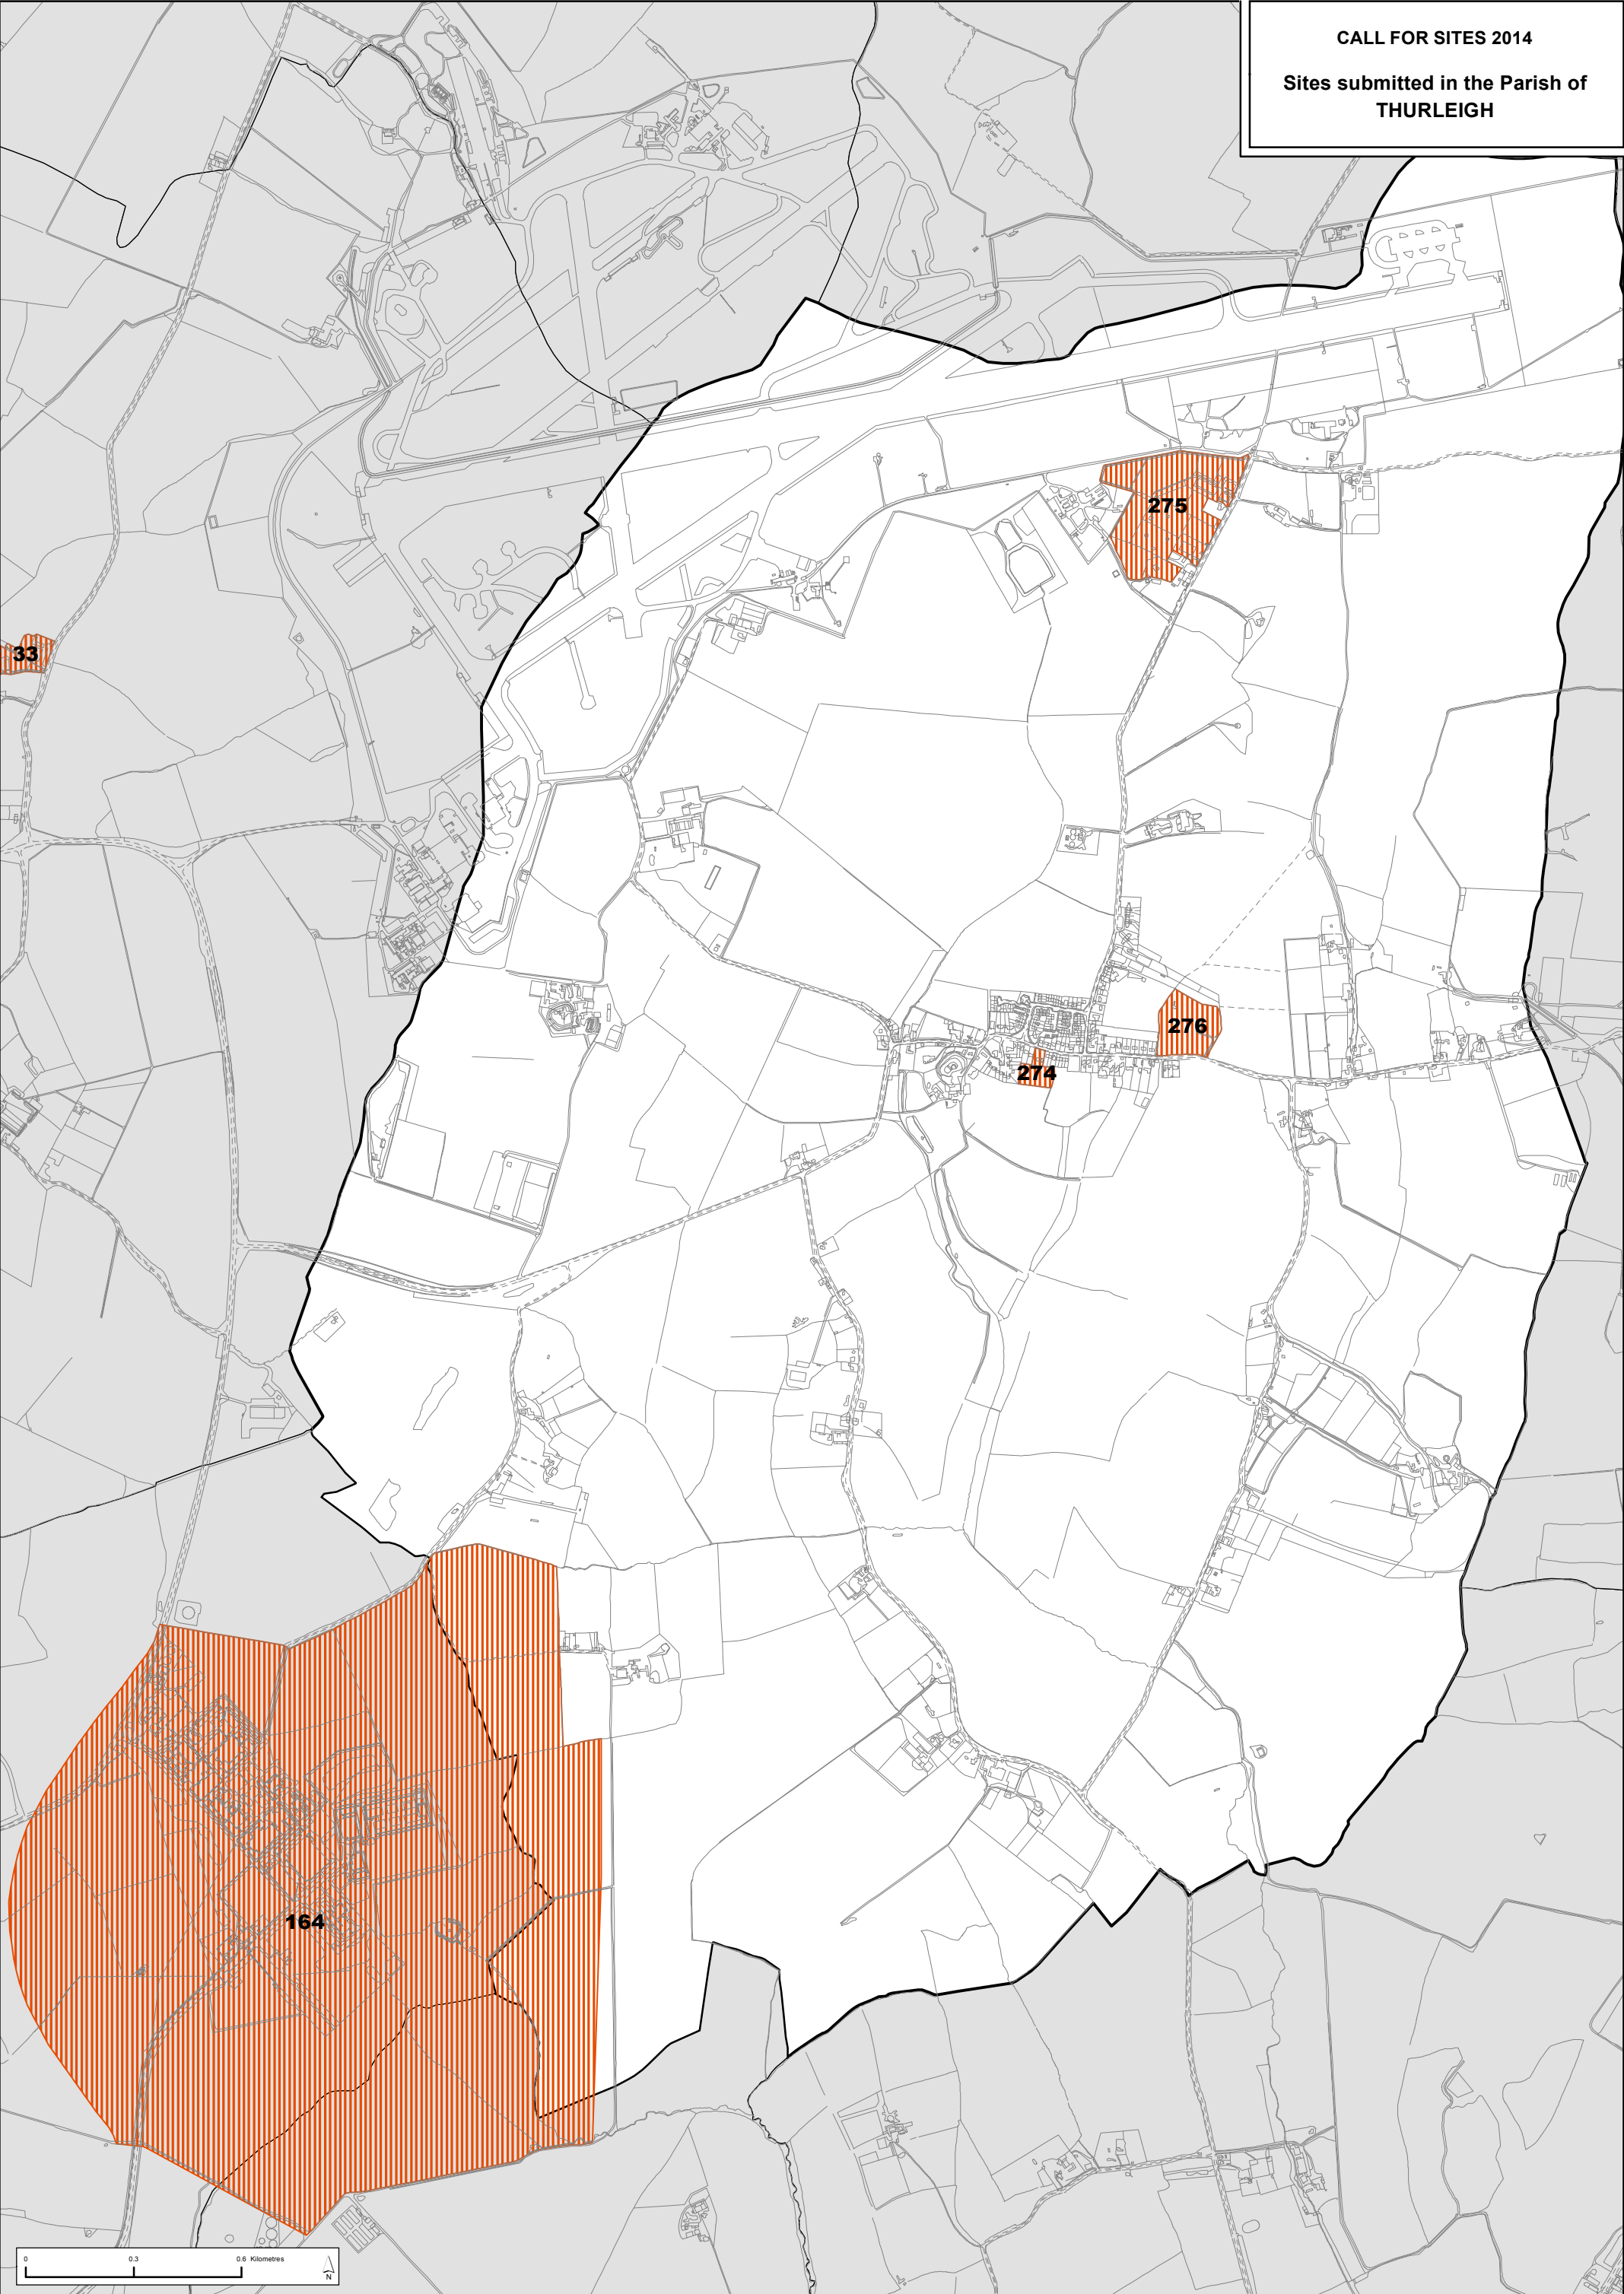 CALL FOR SITES 2014
Sites submitted in the Parish of
THURLEIGH
275
33
276
274
164
0 0.3 0.6 Kilometres
N